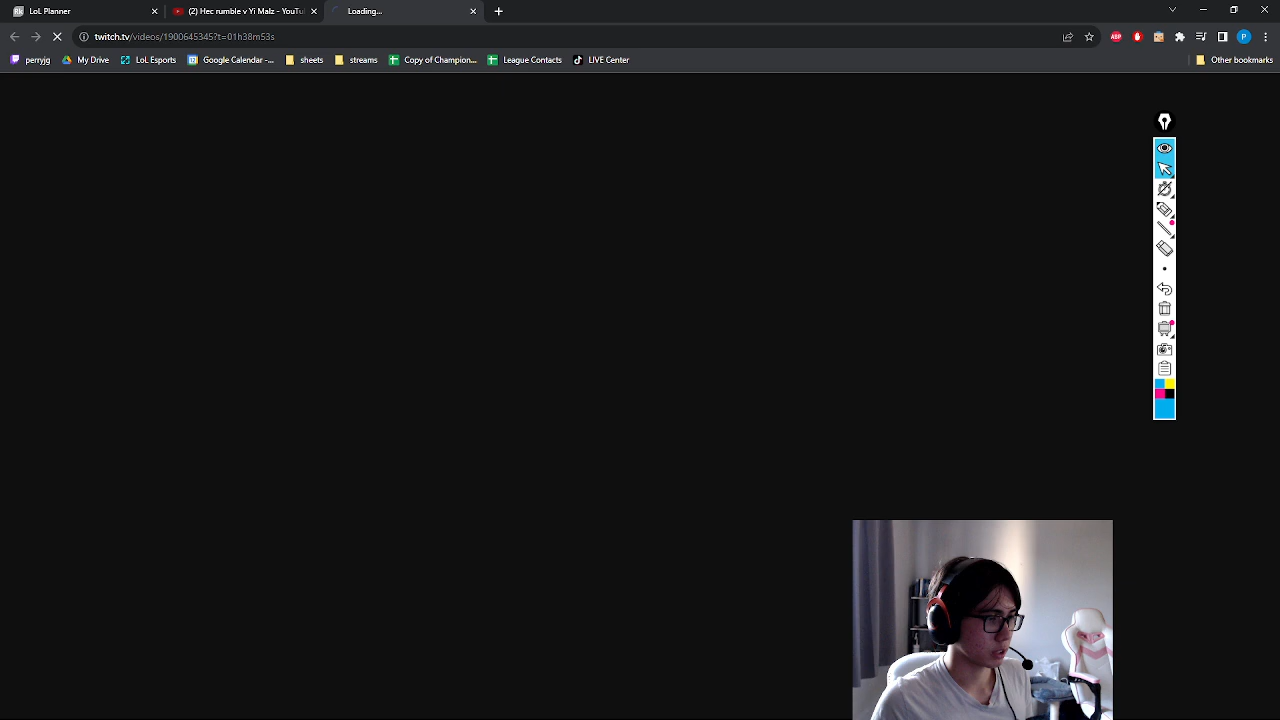 LoL Planner
(2) Hec rumble v Yi Malz - YouTu
Loading...
twitch.tv/videos/1900645345?t=01h38m53s
ABP
P
perryjg
My Drive
LoL Esports
Google Calendar -...
sheets
streams
Copy of Champion...
League Contacts
LIVE Center
Other bookmarks